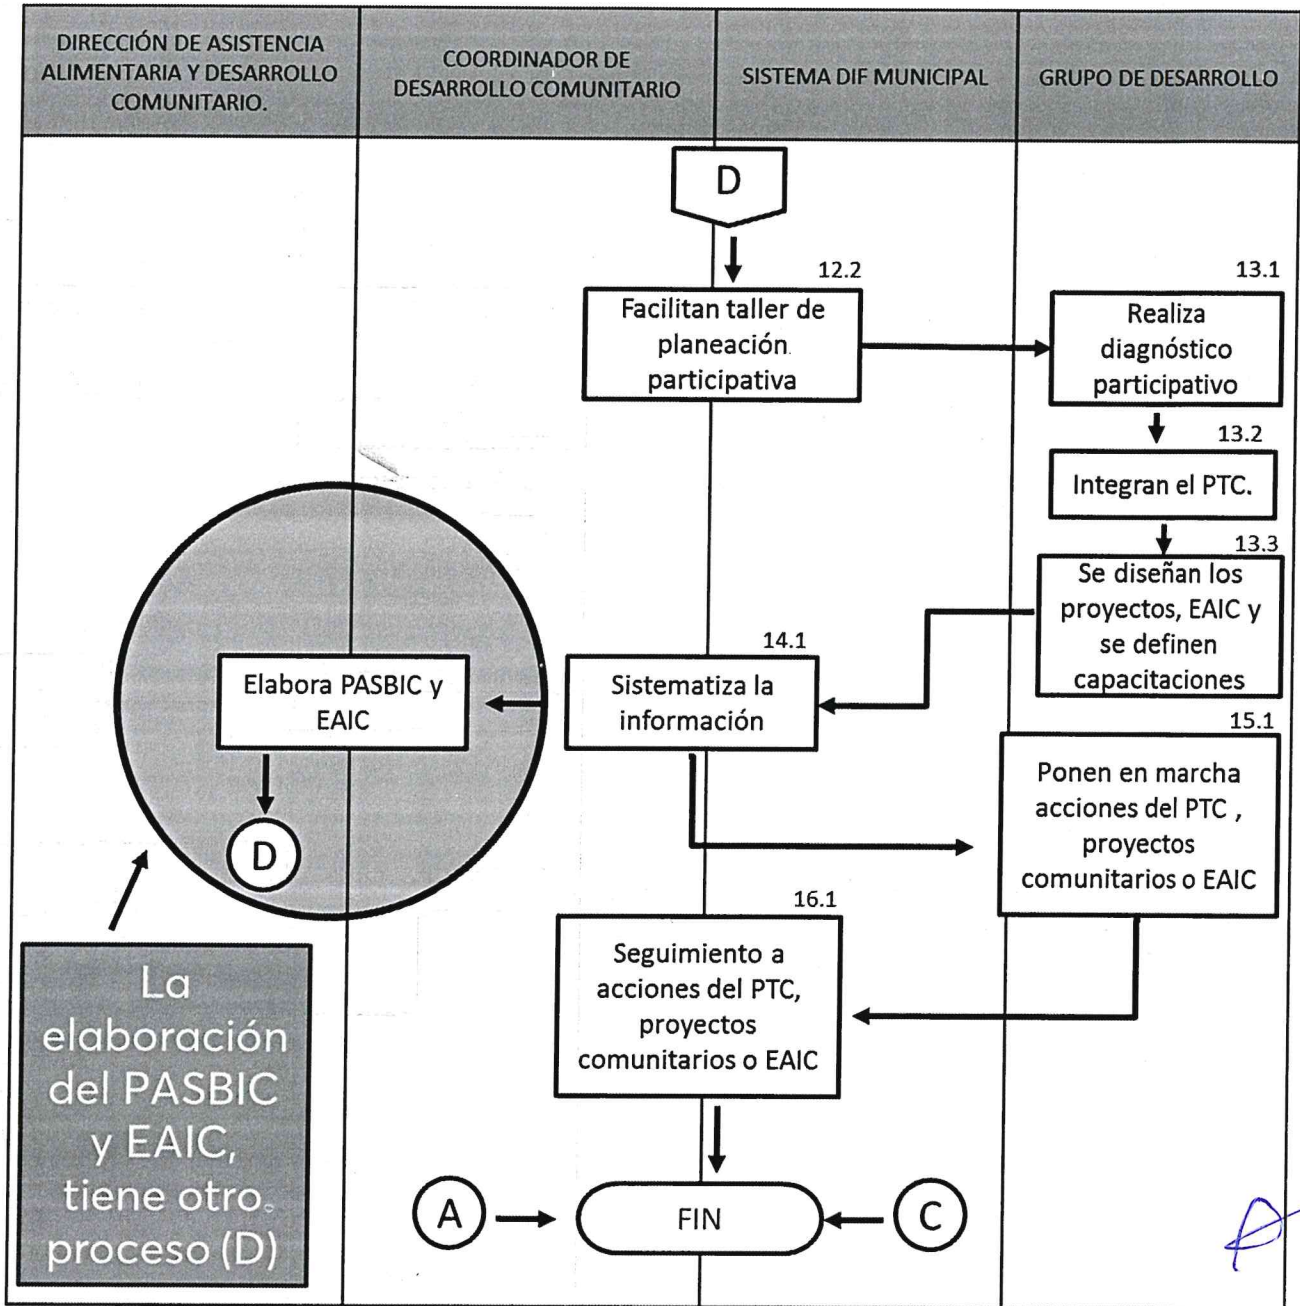 DIRECCIÓN DE ASISTENCIA
ALIMENTARIA Y DESARROLLO
COMUNITARIO.
COORDINADOR DE
DESARROLLO COMUNITARIO
SISTEMA DIF MUNICIPAL
GRUPO DE DESARROLLO
D
12.2
Facilitan taller de
planeación
participativa
13.1
Realiza
diagnóstico
participativo
13.2
Integran el PTC.
13.3
Se diseñan los
proyectos, EAIC y
se definen
capacitaciones
14.1
Sistematiza la
información
Elabora PASBIC y
EAIC
D
15.1
Ponen en marcha
acciones del PTC ,
proyectos
comunitarios o EAIC
16.1
Seguimiento a
acciones del PTC,
proyectos
comunitarios o EAIC
La
elaboración
del PASBIC
y EAIC,
tiene otro
proceso (D)
A
FIN
C